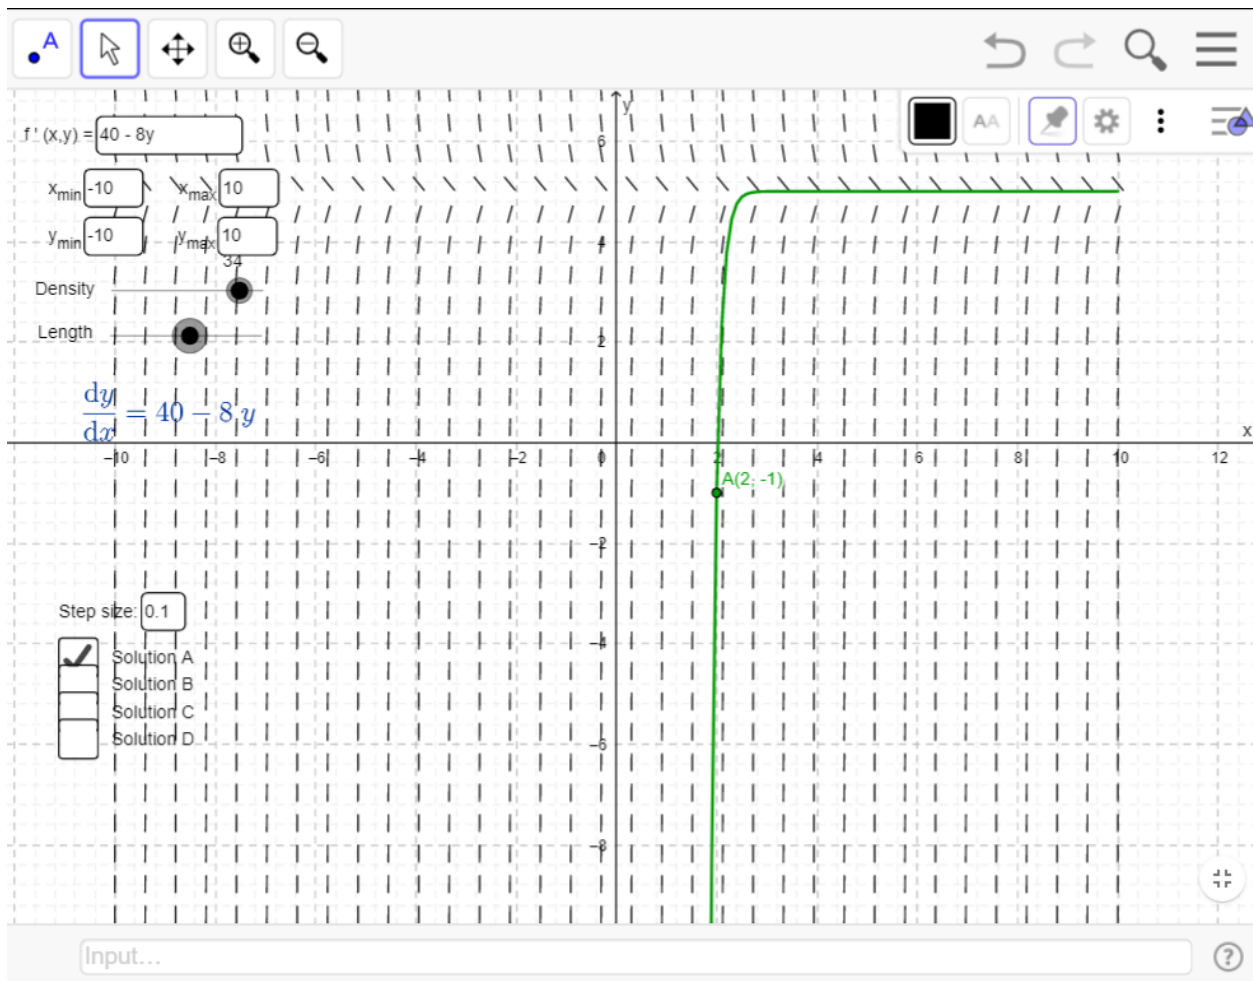 A
AA
f ' (x,y) = 40 - 8y
xmin -10 xmax 10
ymin -10 ymax 10
34
Density
Length
dy
dx = 40 − 8 y
y
6
4
2
x
−10 −8 −6 −4 −2 0 2 4 6 8 10 12
A(2; -1)
−2
−4
−6
−8
Step size: 0.1
Solution A
Solution B
Solution C
Solution D
Input...
?